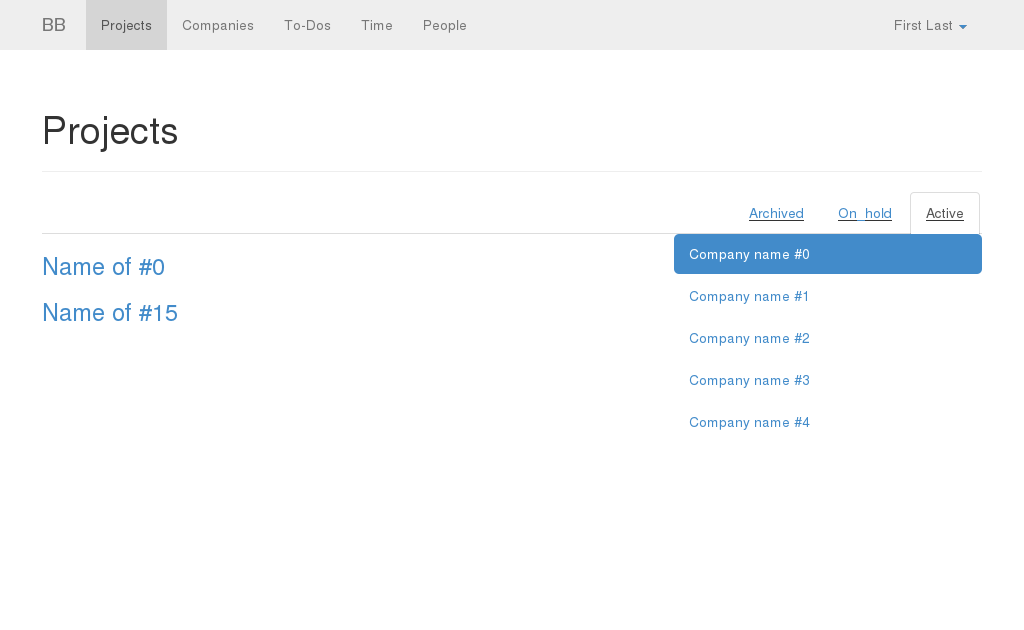 BB Projects Companies To-Dos Time People First Last
Projects
Archived On_hold Active
Name of #0
Name of #15
Company name #0
Company name #1
Company name #2
Company name #3
Company name #4